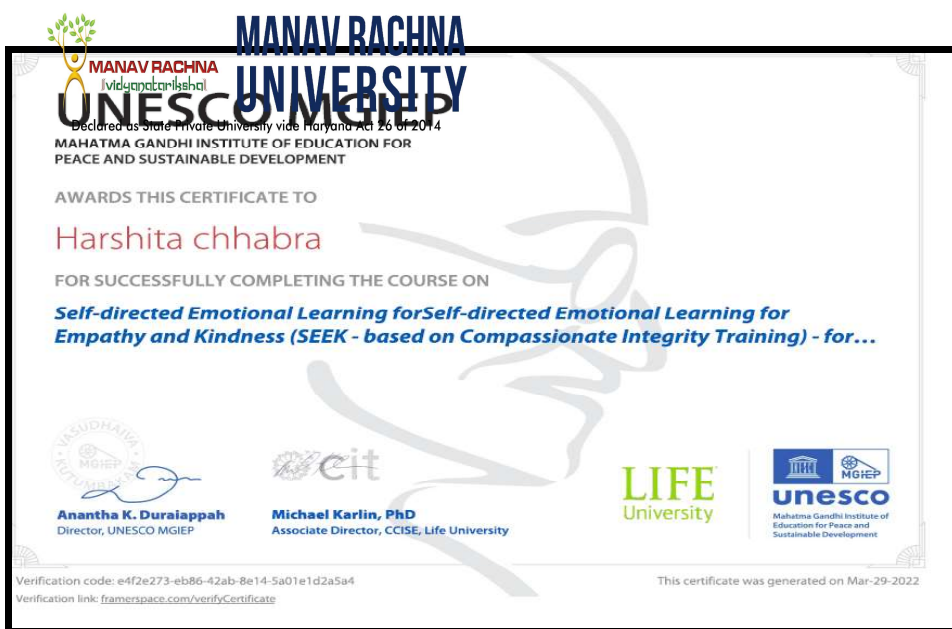 MANAV RACHNA
vidyanatariksha
MANAV RACHNA
UNIVERSITY
Declared as State Private University vide Haryana Act 26 of 2014
UNESCO MGIEP
MAHATMA GANDHI INSTITUTE OF EDUCATION FOR
PEACE AND SUSTAINABLE DEVELOPMENT
AWARDS THIS CERTIFICATE TO
Harshita chhabra
FOR SUCCESSFULLY COMPLETING THE COURSE ON
Self-directed Emotional Learning forSelf-directed Emotional Learning for
Empathy and Kindness (SEEK - based on Compassionate Integrity Training) - for...
VASUDHAIVA
MGIEP
KUTUMBAKAM
Anantha K. Duraiappah
Director, UNESCO MGIEP
cit
Michael Karlin, PhD
Associate Director, CCISE, Life University
LIFE
University
MGIEP
unesco
Mahatma Gandhi Institute of
Education for Peace and
Sustainable Development
Verification code: e4f2e273-eb86-42ab-8e14-5a01e1d2a5a4
This certificate was generated on Mar-29-2022
Verification link: framerspace.com/verifyCertificate